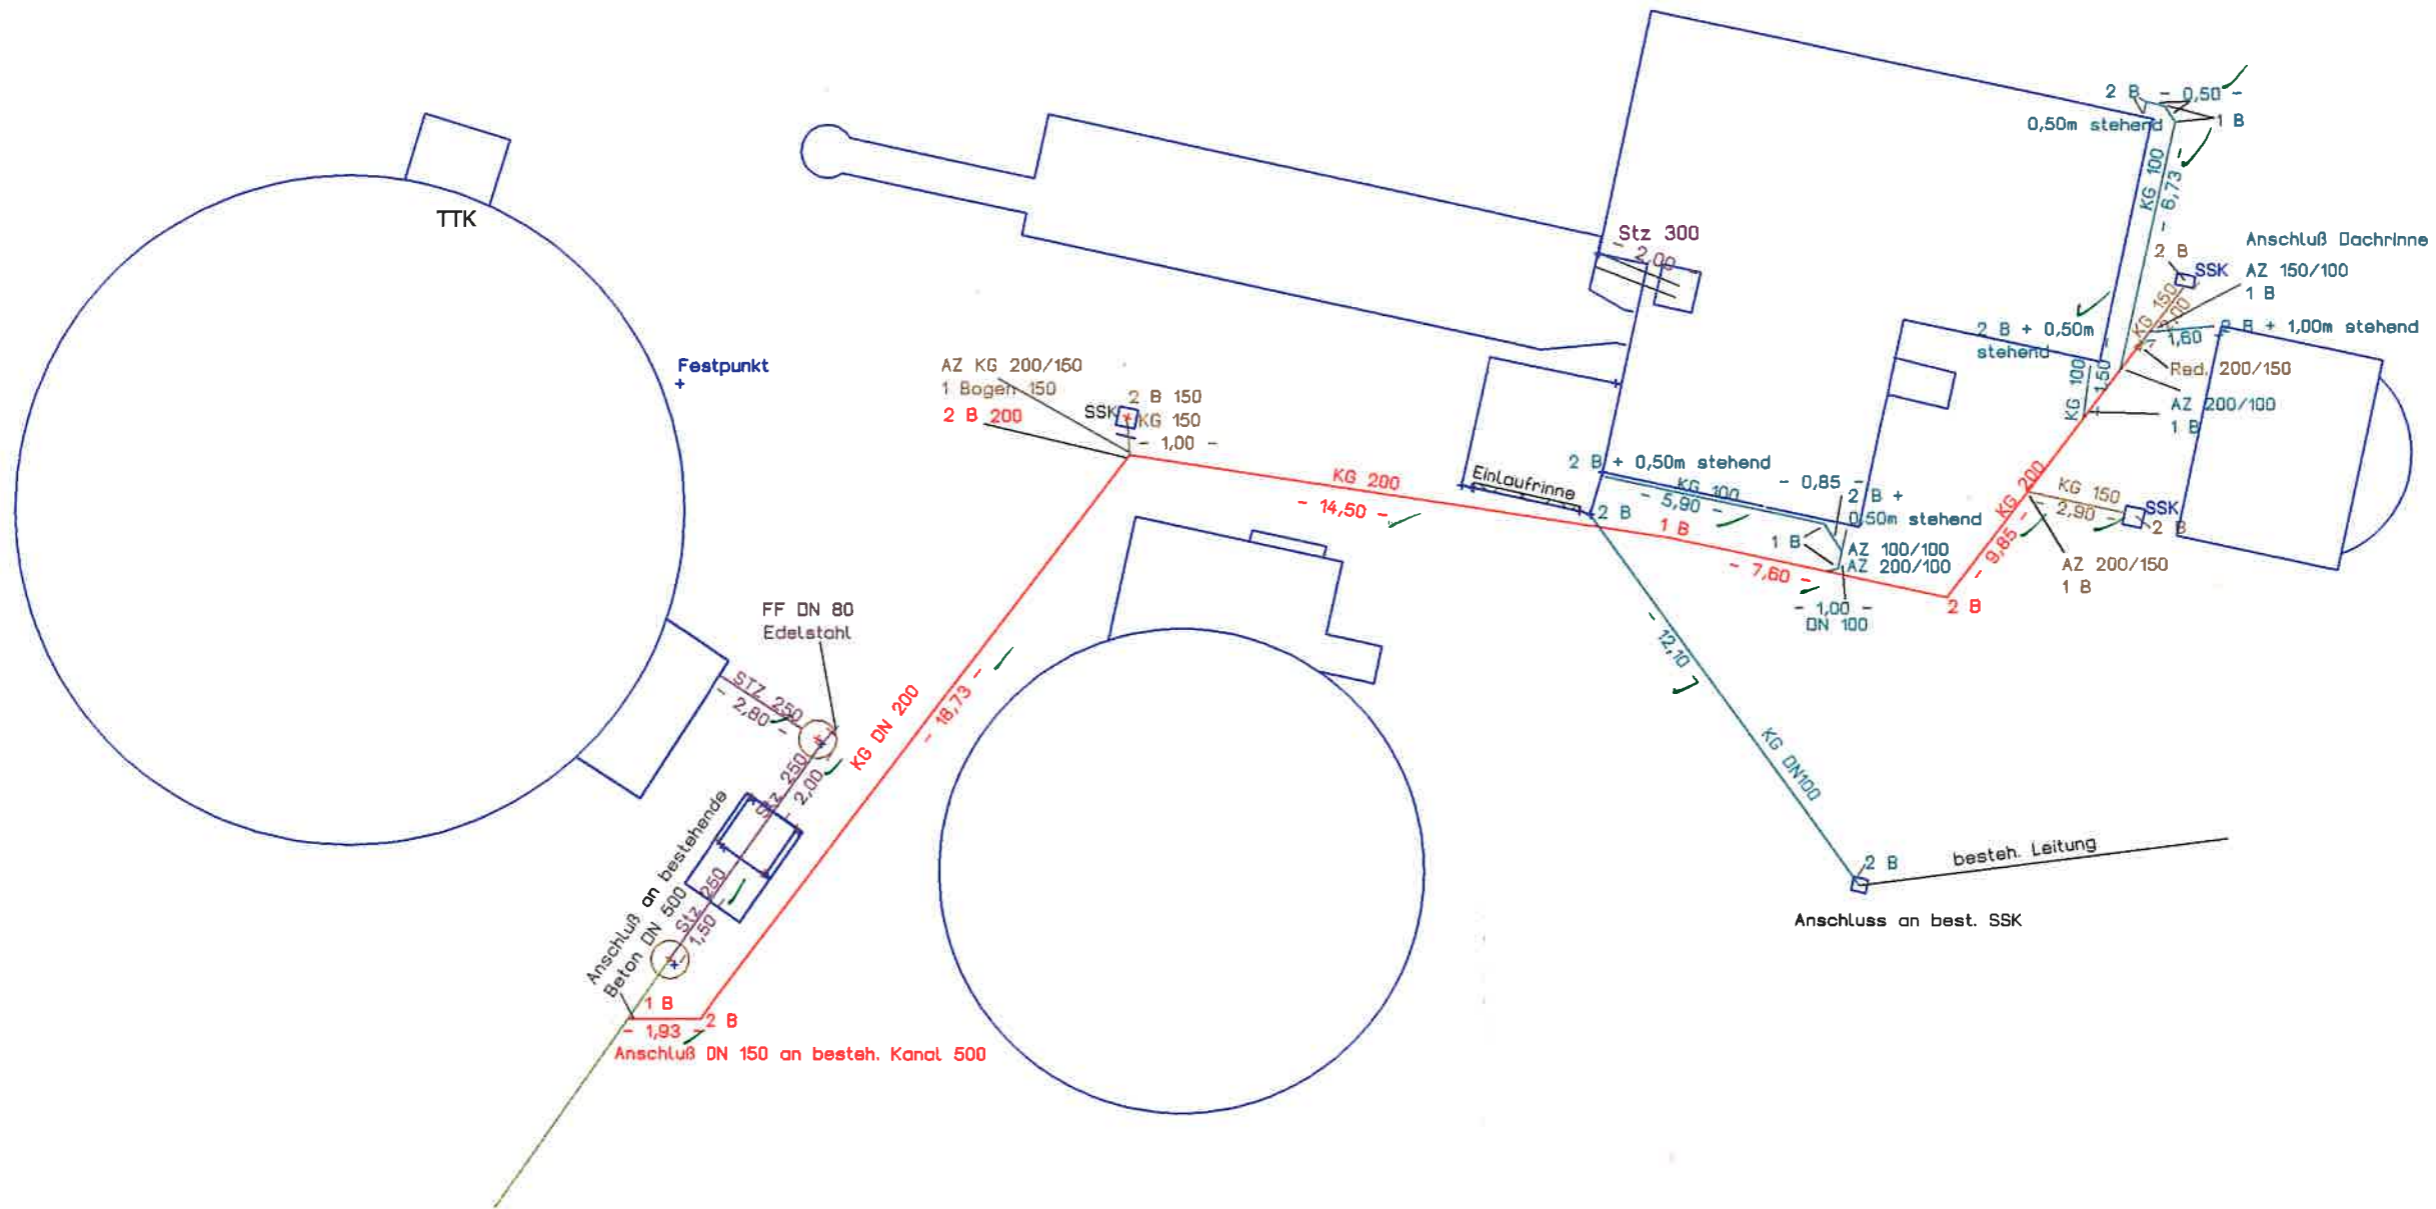 TTK
Festpunkt
+
FF DN 80
Edelstahl
STZ 250
- 2,80 -
Stz 250
- 2,00 -
Stz 250
- 1,50 -
Anschluß an bestehende
Beton DN 500
1 B
- 1,93 -
2 B
Anschluß DN 150 an besteh. Kanal 500
KG DN 200
- 18,73 -
AZ KG 200/150
1 Bogen 150
2 B 200
SSK
2 B 150
KG 150
- 1,00 -
KG 200
- 14,50 -
Einlaufrinne
Stz 300
- 2,00 -
2 B + 0,50m stehend
KG 100
- 5,90 -
2 B
1 B
- 7,60 -
- 0,85 -
2 B +
0,50m stehend
1 B
AZ 100/100
AZ 200/100
- 1,00 -
DN 100
2 B
- 12,10 -
KG DN100
2 B
besteh. Leitung
Anschluss an best. SSK
2 B
- 0,50 -
0,50m stehend
1 B
KG 100
- 6,73 -
Anschluß Dachrinne
2 B
SSK
AZ 150/100
1 B
KG 150
2,00
2 B + 0,50m
stehend
1,60
2 B + 1,00m stehend
Red. 200/150
KG 100
- 1,50 -
AZ 200/100
1 B
KG 200
- 9,85 -
KG 150
- 2,90 -
SSK
2 B
AZ 200/150
1 B